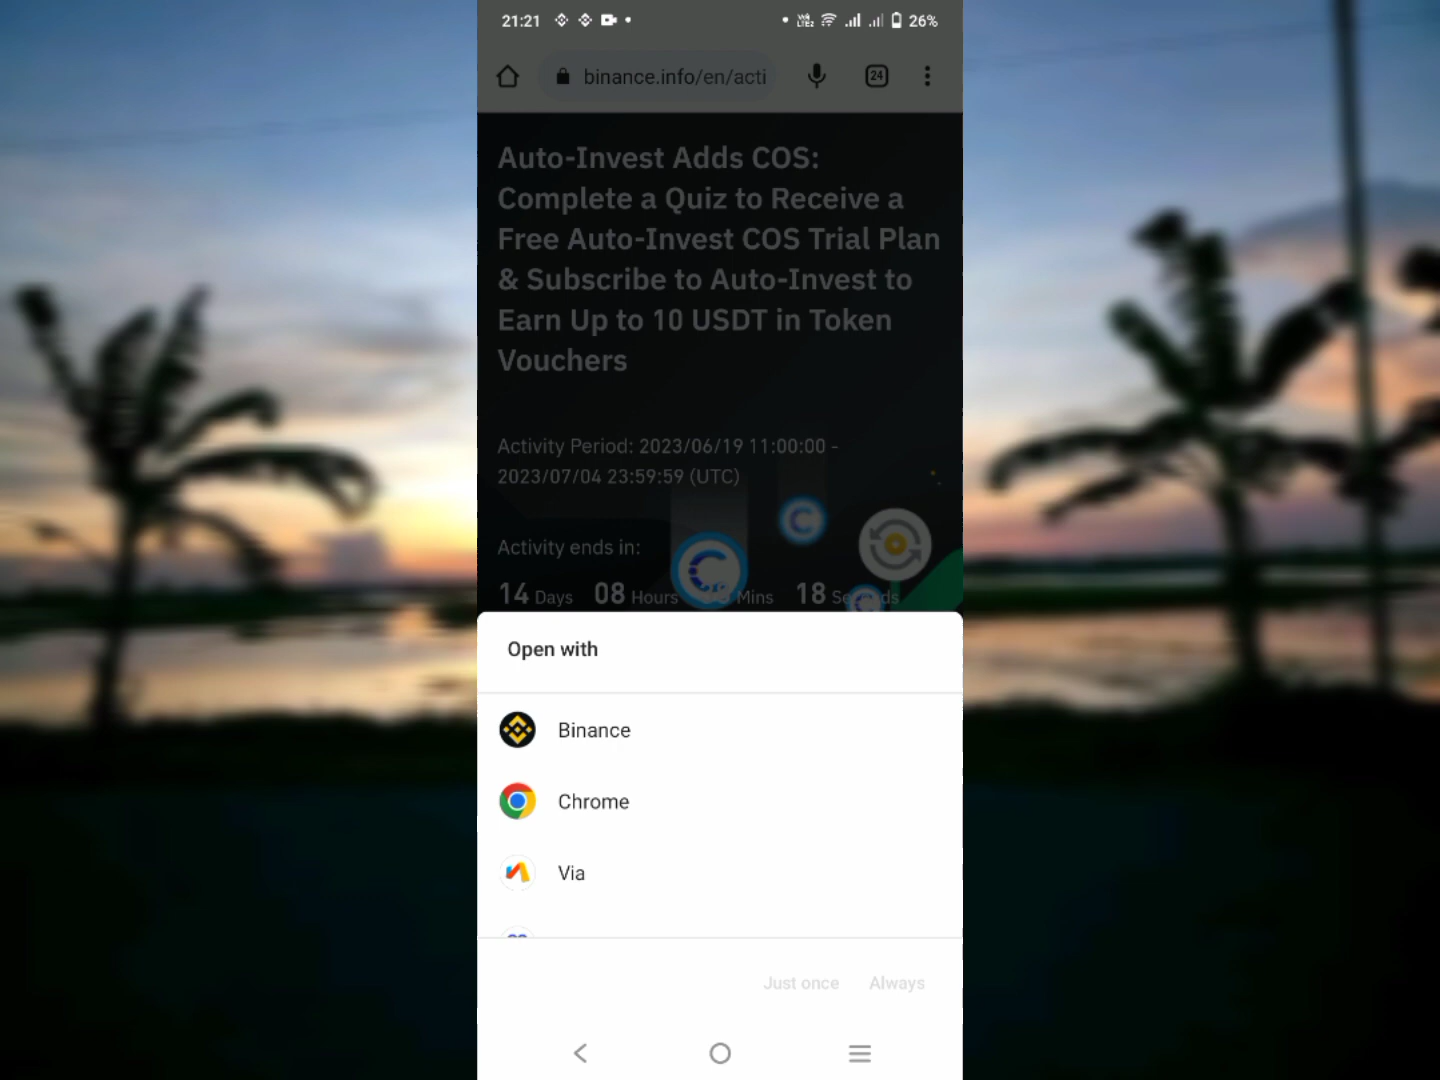 21:21
VoLTE2 26%
binance.info/en/acti
24
Auto-Invest Adds COS:
Complete a Quiz to Receive a
Free Auto-Invest COS Trial Plan
& Subscribe to Auto-Invest to
Earn Up to 10 USDT in Token
Vouchers
Activity Period: 2023/06/19 11:00:00 -
2023/07/04 23:59:59 (UTC)
Activity ends in:
14 Days 08 Hours Mins 18 Seconds
Open with
Binance
Chrome
Via
Just once Always